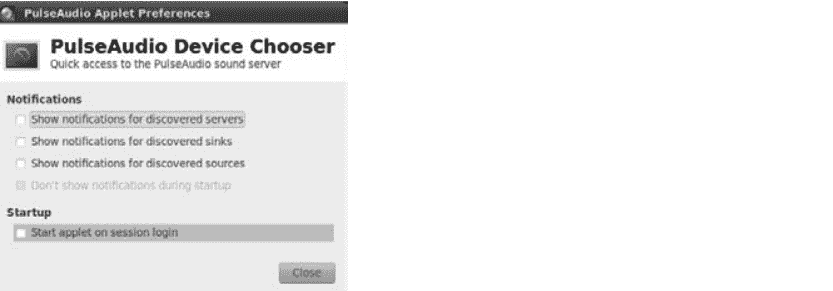 PulseAudio Applet Preferences
PulseAudio Device Chooser
Quick access to the PulseAudio sound server
Notifications
Show notifications for discovered servers
Show notifications for discovered sinks
Show notifications for discovered sources
Don't show notifications during startup
Startup
Start applet on session login
Close